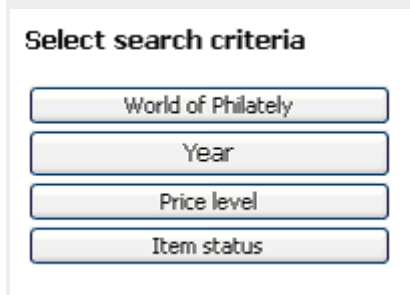 Select search criteria
World of Philately
Year
Price level
Item status